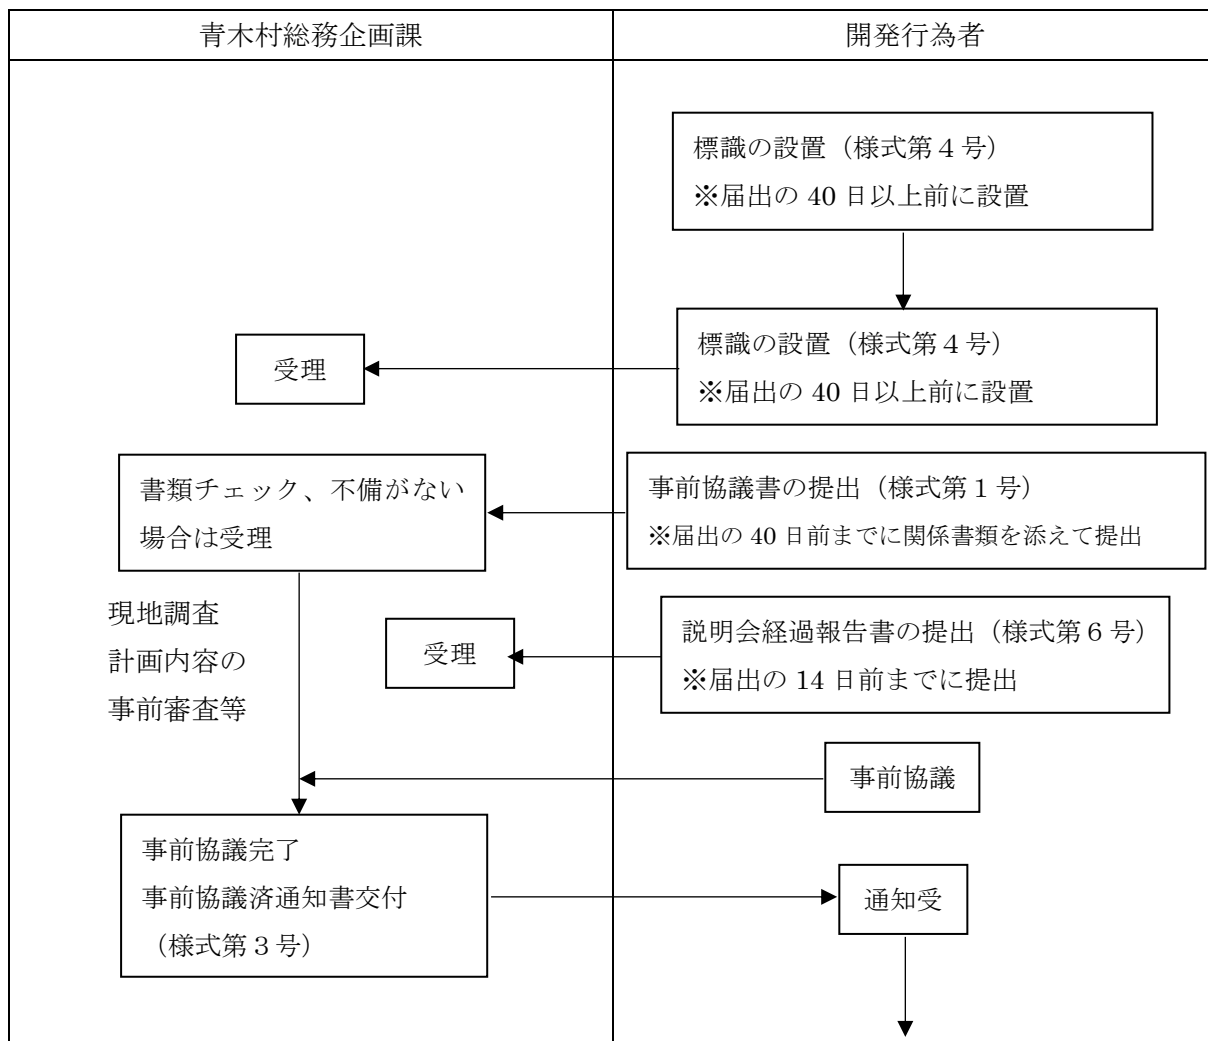 青木村総務企画課
開発行為者
標識の設置（様式第４号）
※届出の 40 日以上前に設置
受理
標識の設置（様式第４号）
※届出の 40 日以上前に設置
書類チェック、不備がない
場合は受理
事前協議書の提出（様式第１号）
※届出の 40 日前までに関係書類を添えて提出
現地調査
計画内容の
事前審査等
受理
説明会経過報告書の提出（様式第６号）
※届出の 14 日前までに提出
事前協議
事前協議完了
事前協議済通知書交付
（様式第３号）
通知受